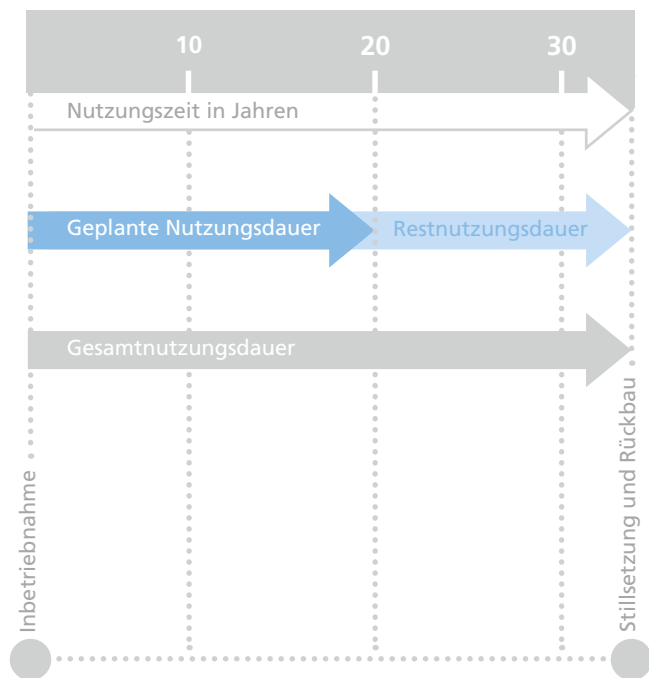 10 20 30
Nutzungszeit in Jahren
Geplante Nutzungsdauer Restnutzungsdauer
Gesamtnutzungsdauer
Inbetriebnahme
Stillsetzung und Rückbau